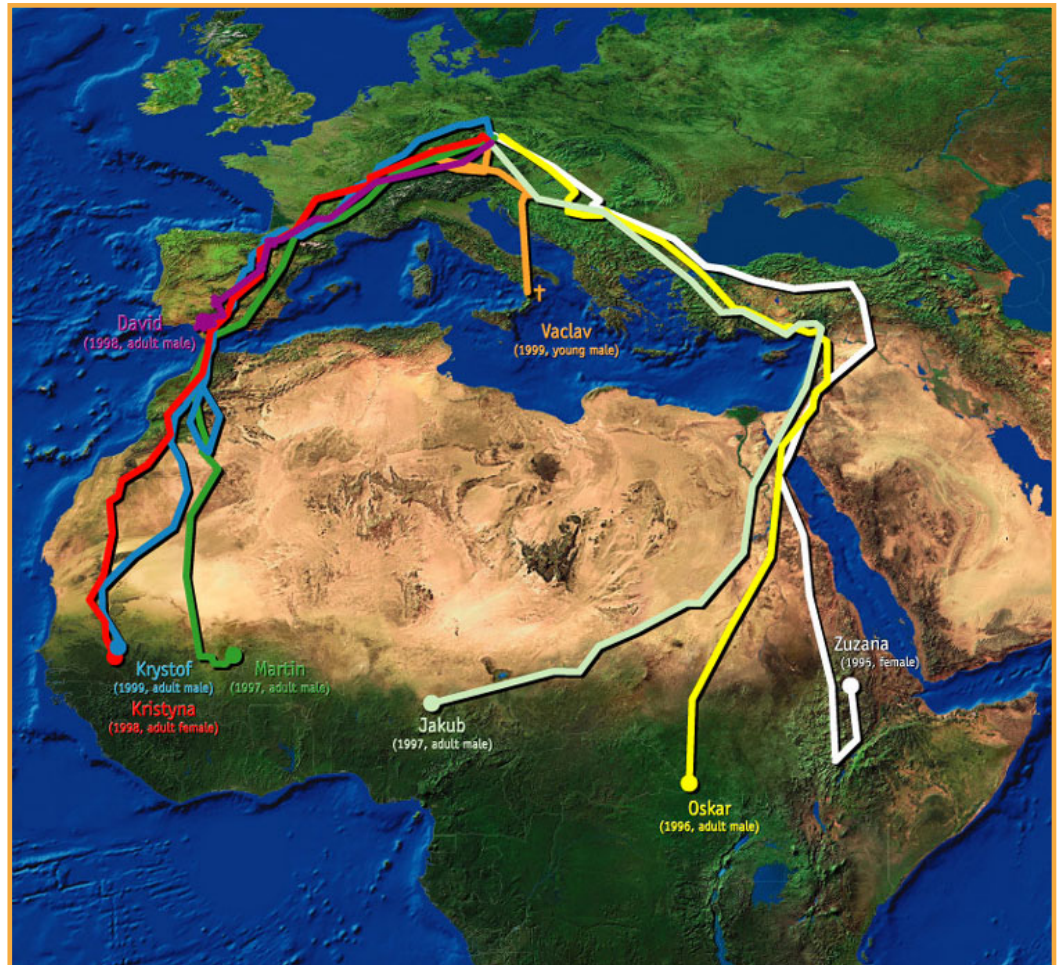 David
(1998, adult male)
†
Vaclav
(1999, young male)
Zuzana
(1995, female)
Krystof
(1999, adult male)
Martin
(1997, adult male)
Kristyna
(1998, adult female)
Jakub
(1997, adult male)
Oskar
(1996, adult male)